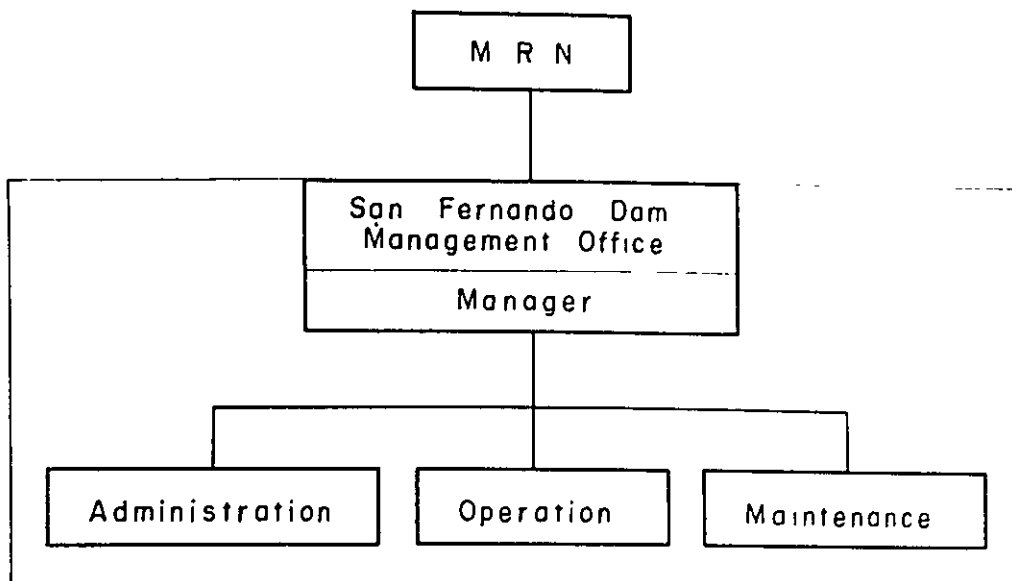 M R N
San Fernando Dam
Management Office
Manager
Administration
Operation
Maintenance